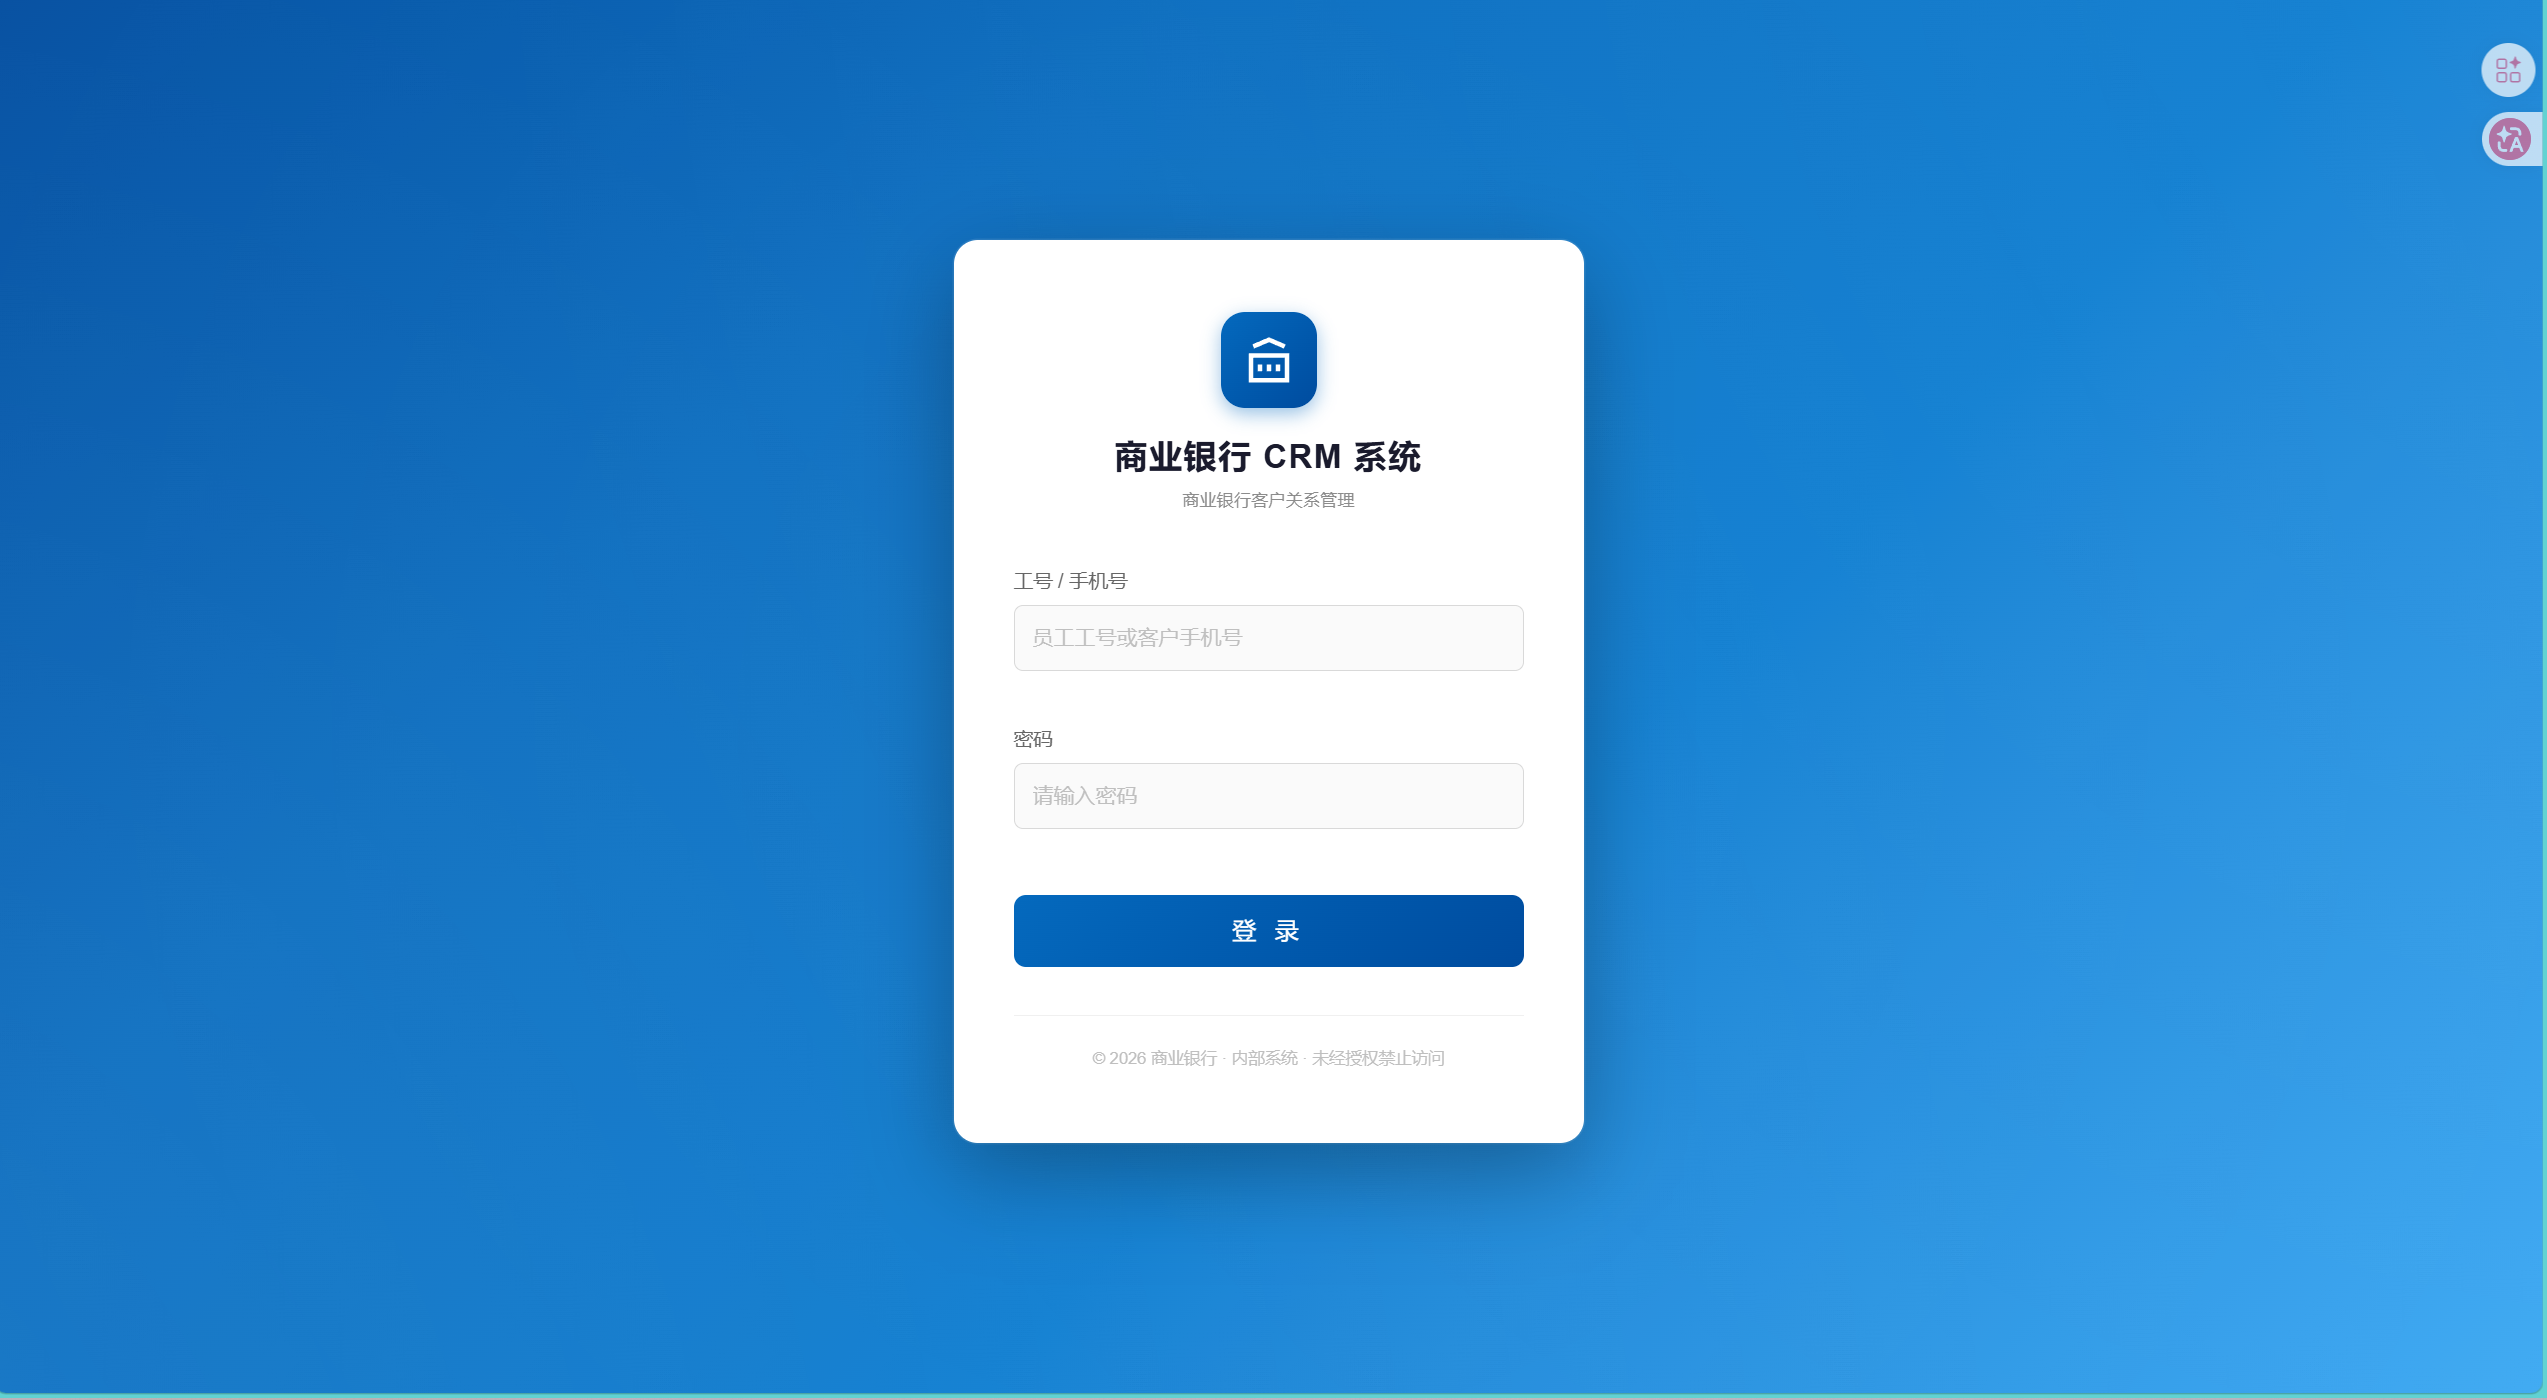 商业银行 CRM 系统
商业银行客户关系管理
工号 / 手机号
员工工号或客户手机号
密码
请输入密码
登 录
© 2026 商业银行 · 内部系统 · 未经授权禁止访问